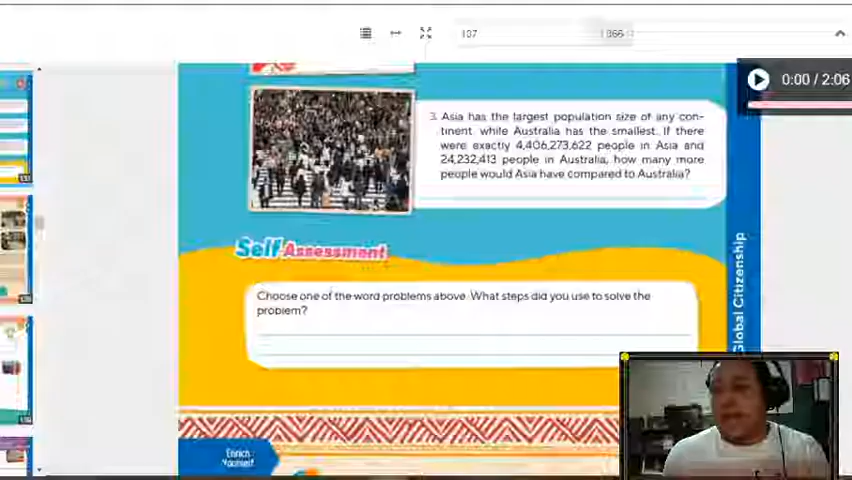 137
1366
0:00 / 2:06
3. Asia has the largest population size of any con-
tinent, while Australia has the smallest. If there
were exactly 4,406,273,622 people in Asia and
24,232,413 people in Australia, how many more
people would Asia have compared to Australia?
Self Assessment
Choose one of the word problems above. What steps did you use to solve the
problem?
Global Citizenship
Enrich
Yourself